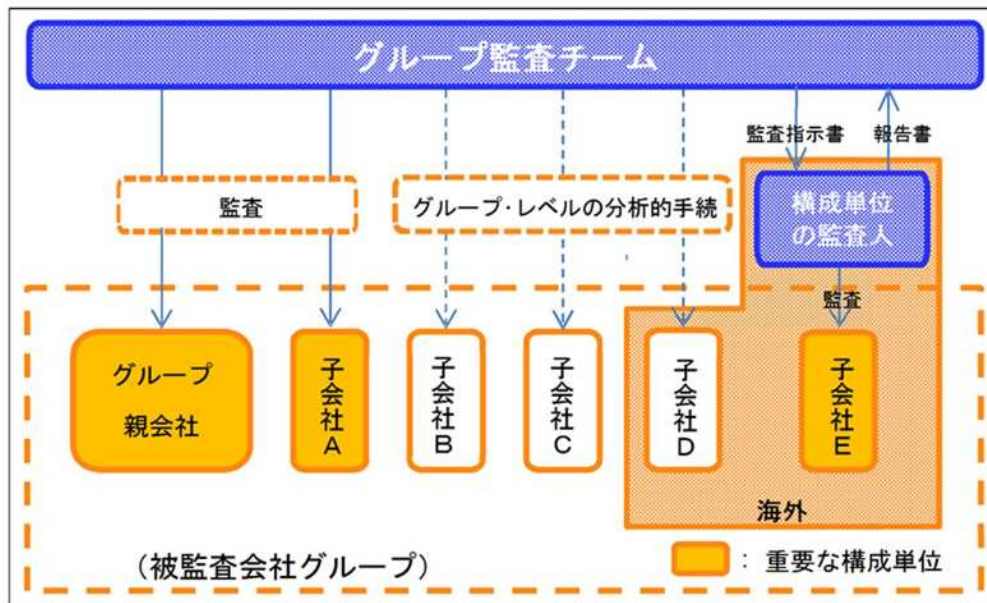 グループ監査チーム
監査指示書
報告書
監査
グループ・レベルの分析的手続
構成単位
の監査人
監査
グループ
親会社
子会社A
子会社B
子会社C
子会社D
子会社E
海外
(被監査会社グループ)
: 重要な構成単位